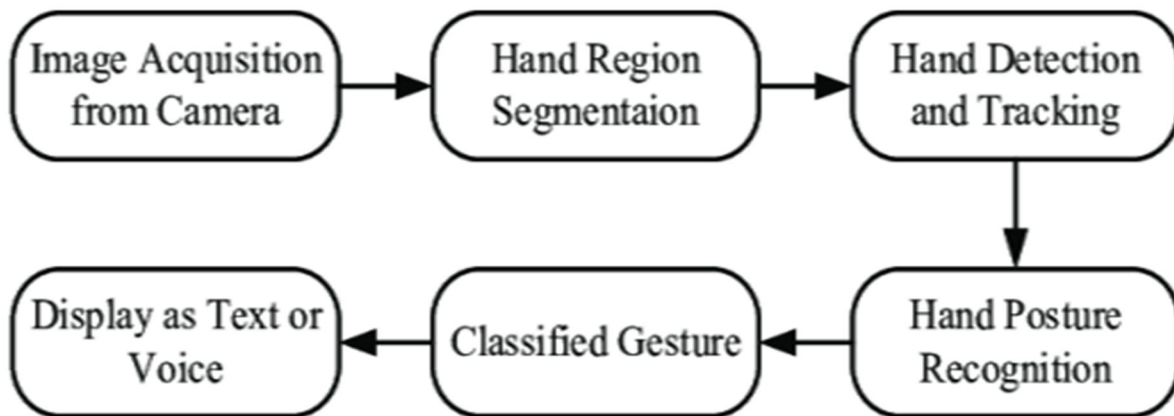 Image Acquisition
from Camera
Hand Region
Segmentaion
Hand Detection
and Tracking
Hand Posture
Recognition
Classified Gesture
Display as Text or
Voice